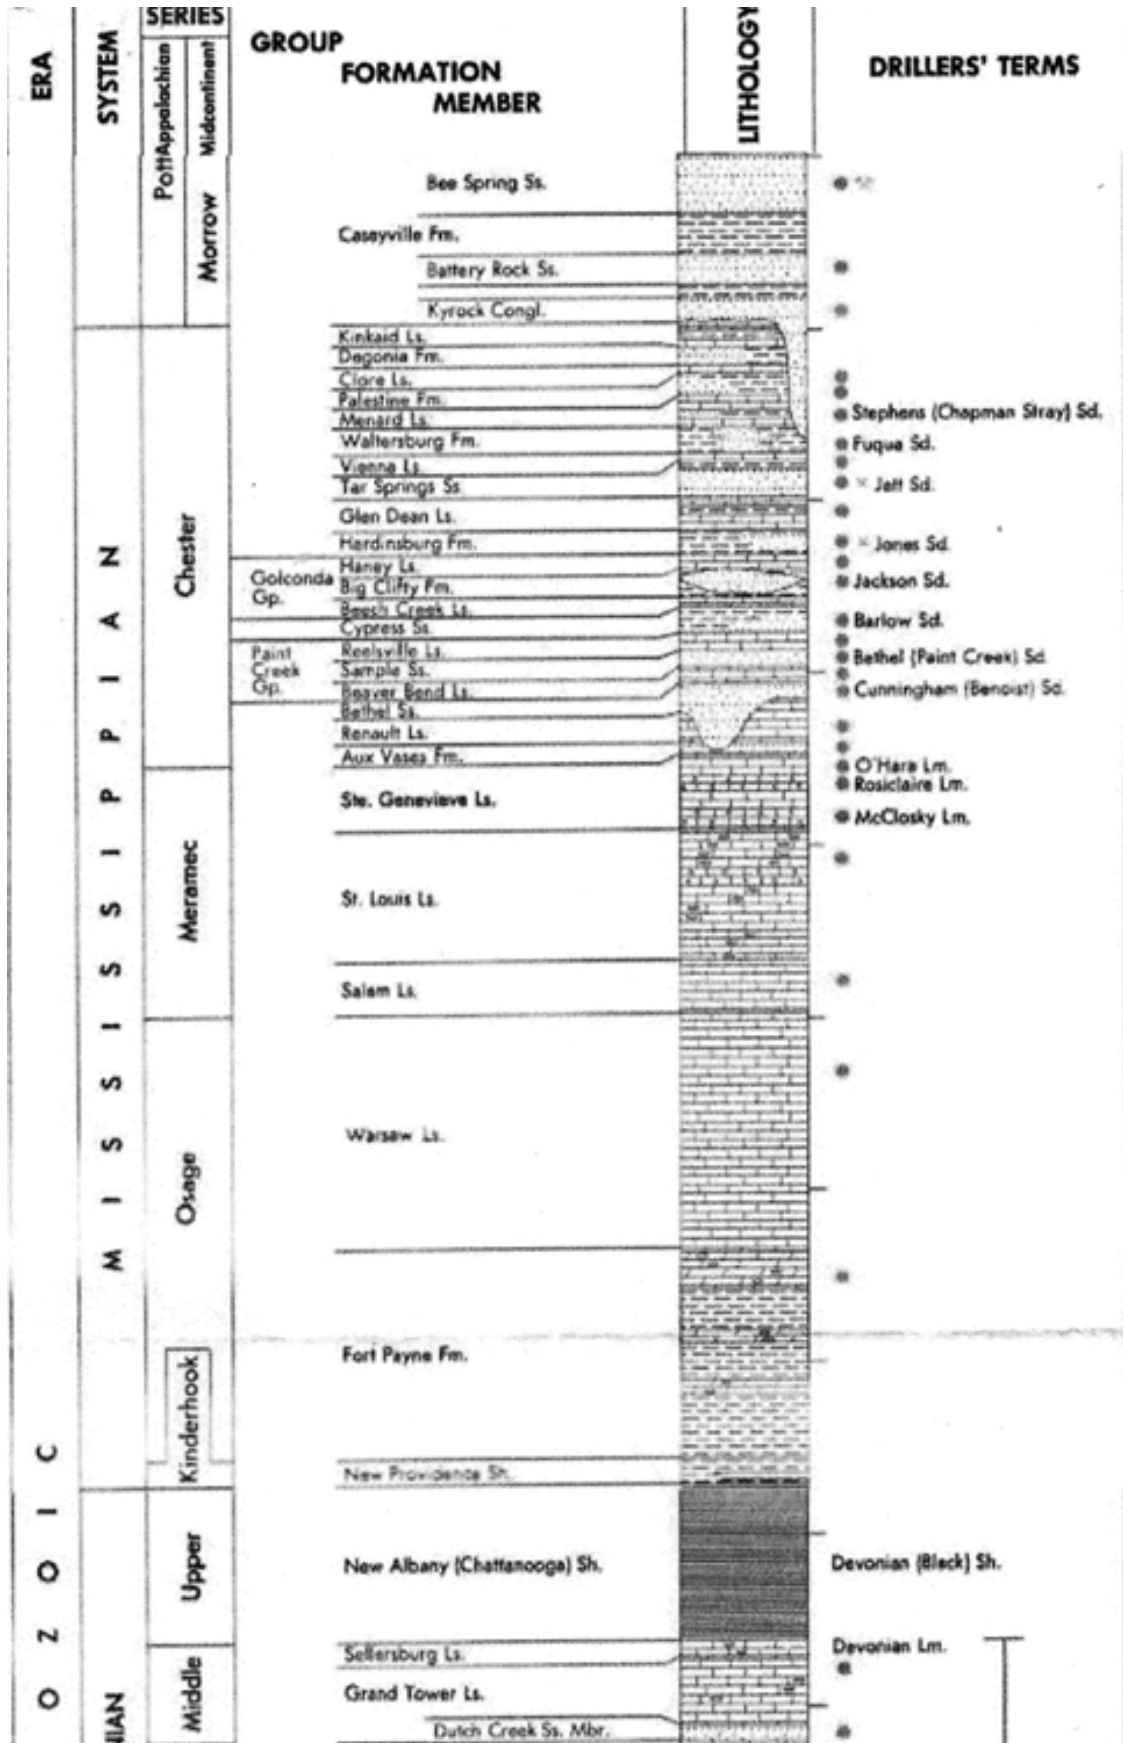 SERIES
ERA
SYSTEM
Appalachian
Midcontinent
GROUP
FORMATION
MEMBER
LITHOLOGY
DRILLERS' TERMS
Pott
Morrow
Bee Spring Ss.
Caseyville Fm.
Battery Rock Ss.
Kyrock Congl.
MISSISSIPPIAN
Chester
Kinkaid Ls.
Degonia Fm.
Clore Ls.
Palestine Fm.
Menard Ls.
Stephens (Chapman Stray) Sd.
Waltersburg Fm.
Fuqua Sd.
Vienna Ls.
Tar Springs Ss.
Jett Sd.
Glen Dean Ls.
Hardinsburg Fm.
Jones Sd.
Golconda
Gp.
Haney Ls.
Big Clifty Fm.
Jackson Sd.
Beech Creek Ls.
Cypress Ss.
Barlow Sd.
Paint
Creek
Gp.
Reelsville Ls.
Bethel (Paint Creek) Sd.
Sample Ss.
Beaver Bend Ls.
Cunningham (Benoist) Sd.
Bethel Ss.
Renault Ls.
Aux Vases Fm.
O'Hara Lm.
Rosiclaire Lm.
Ste. Genevieve Ls.
McClosky Lm.
Meramec
St. Louis Ls.
Salem Ls.
Osage
Warsaw Ls.
Fort Payne Fm.
Kinderhook
New Providence Sh.
OZOIC
Upper
New Albany (Chattanooga) Sh.
Devonian (Black) Sh.
NIAN
Middle
Sellersburg Ls.
Devonian Lm.
Grand Tower Ls.
Dutch Creek Ss. Mbr.